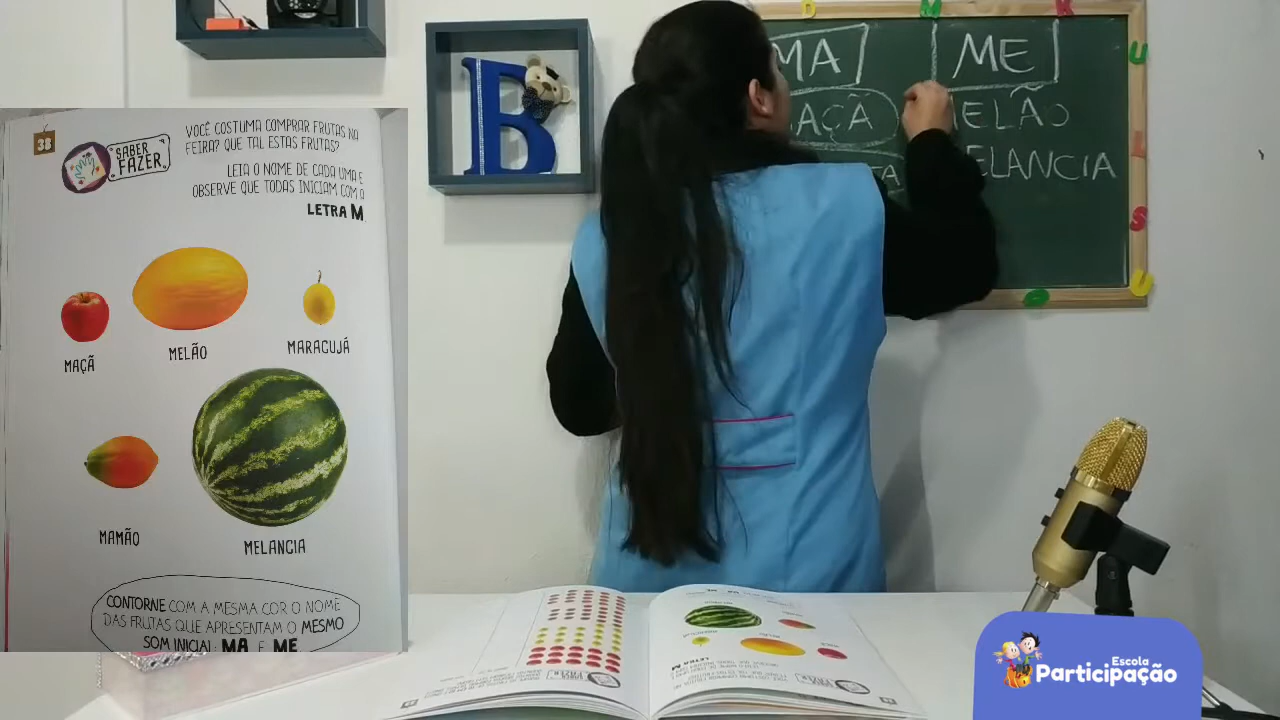 38
SABER
FAZER
VOCÊ COSTUMA COMPRAR FRUTAS NA
FEIRA? QUE TAL ESTAS FRUTAS?
LEIA O NOME DE CADA UMA E
OBSERVE QUE TODAS INICIAM COM A
LETRA M.
MAÇÃ
MELÃO
MARACUJÁ
MAMÃO
MELANCIA
CONTORNE COM A MESMA COR O NOME
DAS FRUTAS QUE APRESENTAM O MESMO
SOM INICIAL: MA E ME
B
MA ME
AÇÃ ELÃO
ELANCIA
Escola
Participação